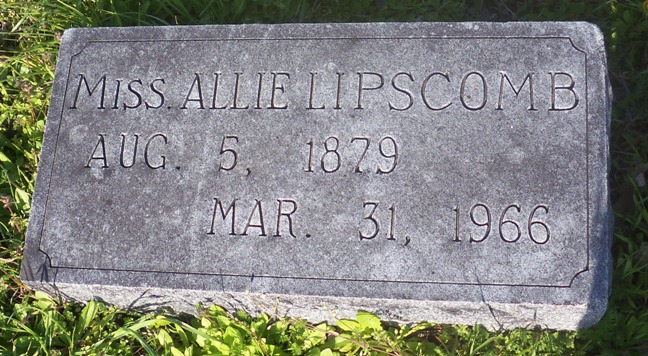 MISS. ALLIE LIPSCOMB
AUG. 5, 1879
MAR. 31, 1966